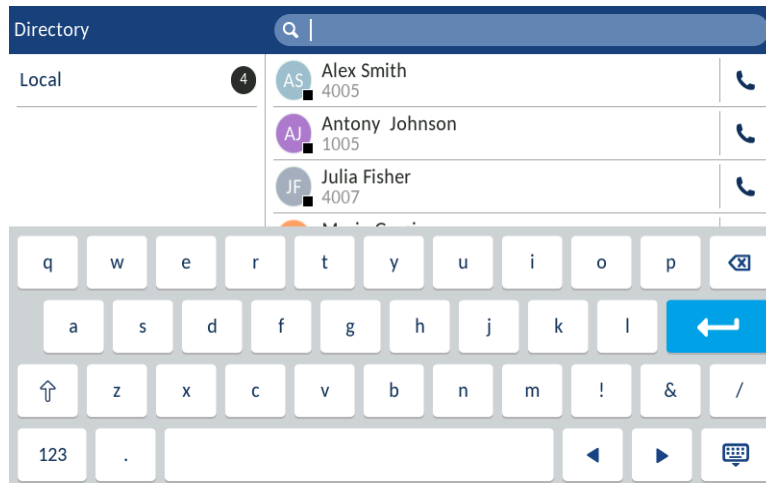 Directory
Local
4
AS
Alex Smith
4005
AJ
Antony Johnson
1005
JF
Julia Fisher
4007
q w e r t y u i o p
a s d f g h j k l
z x c v b n m ! & /
123 .